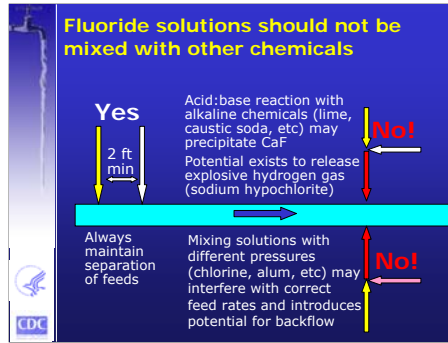 Fluoride solutions should not be
mixed with other chemicals
Yes
2 ft
min
Always
maintain
separation
of feeds
Acid:base reaction with
alkaline chemicals (lime,
caustic soda, etc) may
precipitate CaF
Potential exists to release
explosive hydrogen gas
(sodium hypochlorite)
No!
Mixing solutions with
different pressures
(chlorine, alum, etc) may
interfere with correct
feed rates and introduces
potential for backflow
No!
CDC